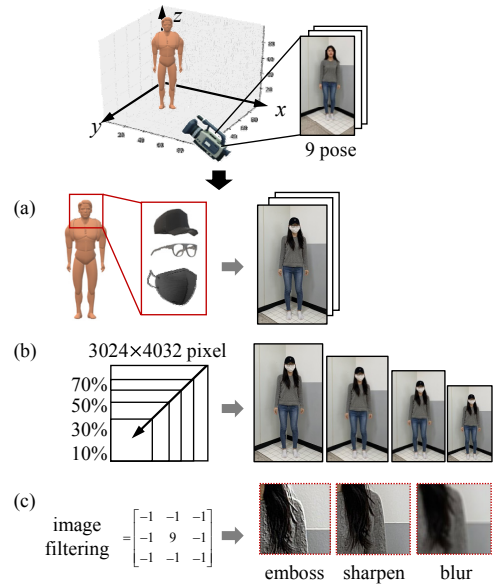 z
x
y
9 pose
(a)
(b)
3024×4032 pixel
70%
50%
30%
10%
(c)
image
filtering
=
−1 −1 −1
−1 9 −1
−1 −1 −1
emboss sharpen blur